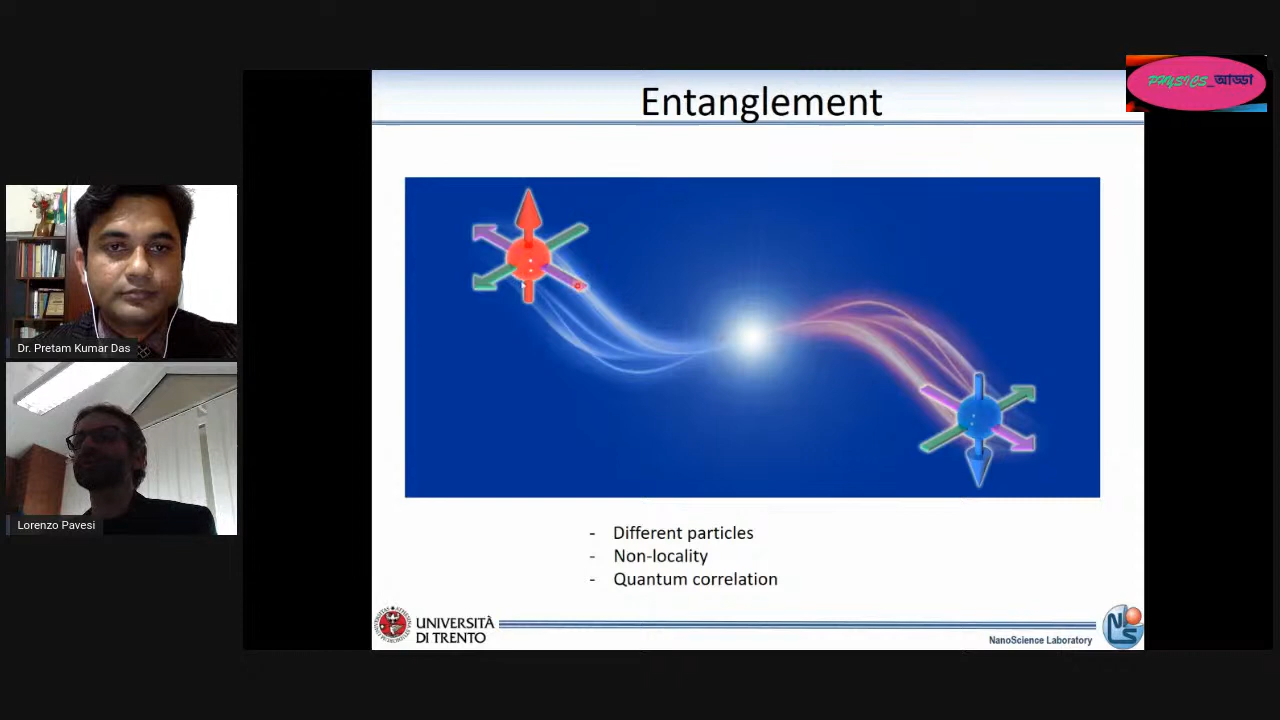 Entanglement
PHYSICS_আড্ডা
Dr. Pretam Kumar Das
Lorenzo Pavesi
- Different particles
- Non-locality
- Quantum correlation
UNIVERSITÀ
DI TRENTO
NanoScience Laboratory